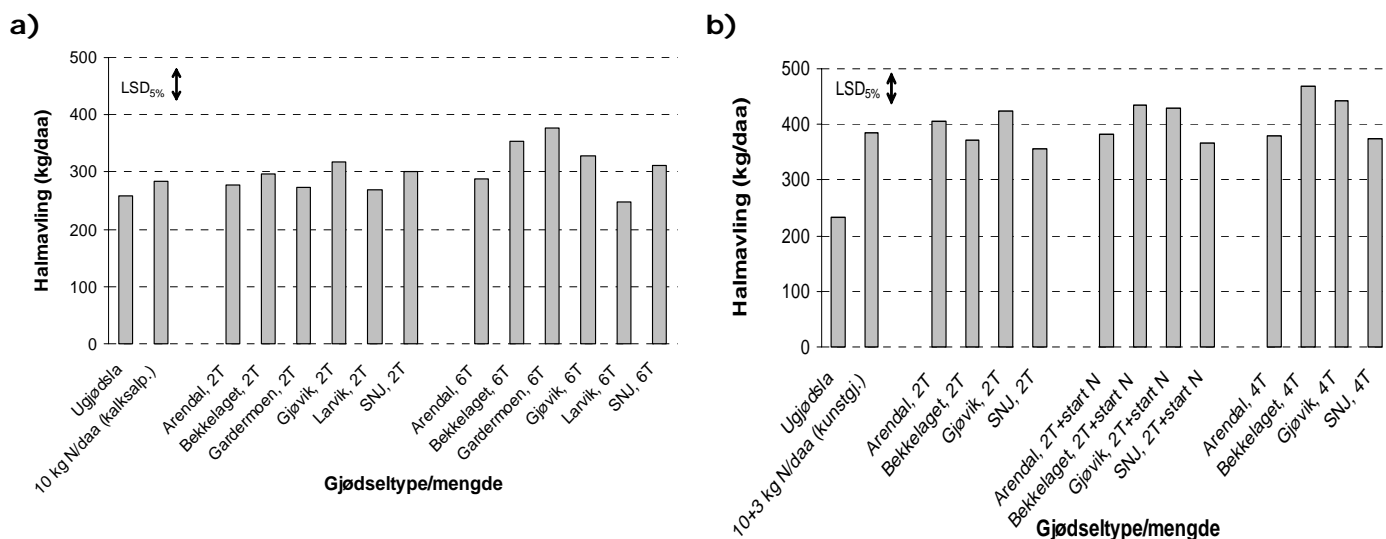 a)
Halmavling (kg/daa)
500
400
300
200
100
0
LSD5%
Ugjødsla
10 kg N/daa (kalksalp.)
Arendal, 2T
Bekkelaget, 2T
Gardermoen, 2T
Gjøvik, 2T
Larvik, 2T
SNJ, 2T
Arendal, 6T
Bekkelaget, 6T
Gardermoen, 6T
Gjøvik, 6T
Larvik, 6T
SNJ, 6T
Gjødseltype/mengde
b)
Halmavling (kg/daa)
500
400
300
200
100
0
LSD5%
Ugjødsla
10+3 kg N/daa (kunstgj.)
Arendal, 2T
Bekkelaget, 2T
Gjøvik, 2T
SNJ, 2T
Arendal, 2T+start N
Bekkelaget, 2T+start N
Gjøvik, 2T+start N
SNJ, 2T+start N
Arendal, 4T
Bekkelaget, 4T
Gjøvik, 4T
SNJ, 4T
Gjødseltype/mengde